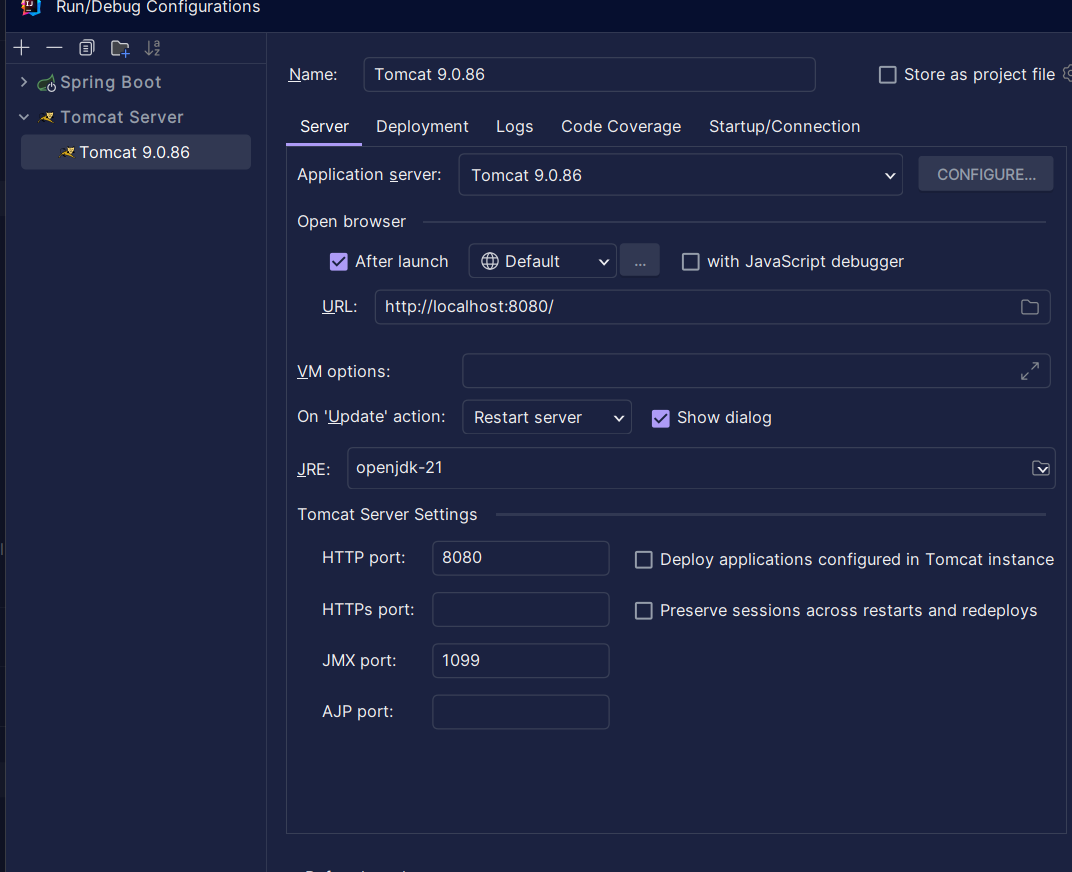 Run/Debug Configurations
Spring Boot
Tomcat Server
Tomcat 9.0.86
Name: Tomcat 9.0.86 Store as project file
Server Deployment Logs Code Coverage Startup/Connection
Application server: Tomcat 9.0.86 CONFIGURE...
Open browser
After launch Default ... with JavaScript debugger
URL: http://localhost:8080/
VM options:
On 'Update' action: Restart server Show dialog
JRE: openjdk-21
Tomcat Server Settings
HTTP port: 8080 Deploy applications configured in Tomcat instance
HTTPs port: Preserve sessions across restarts and redeploys
JMX port: 1099
AJP port: